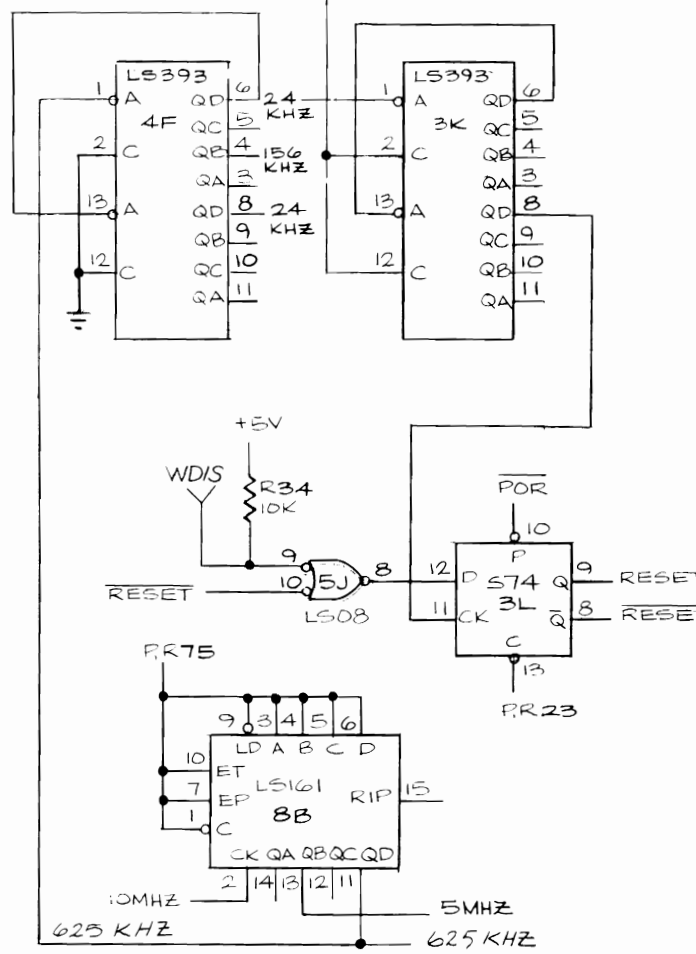 LS393
1 A QD 6 24 KHZ
4F
QC 5
2 C QB 4 156 KHZ
QA 3
13 A QD 8 24 KHZ
QB 9
12 C QC 10
QA 11
LS393
1 A QD 6
3K
QC 5
2 C QB 4
QA 3
13 A QD 8
QC 9
12 C QB 10
QA 11
+5V
WDIS
R34
10K
9
10 5J 8
RESET
LS08
POR
10
P
12 D S74 Q 9 RESET
3L
11 CK Q 8 RESE
C
13
P.R.23
P.R75
9 3 4 5 6
LD A B C D
10 ET
LS161
7 EP RIP 15
8B
1 C
CK QA QB QC QD
2 14 13 12 11
10MHZ
5MHZ
625 KHZ
625 KHZ